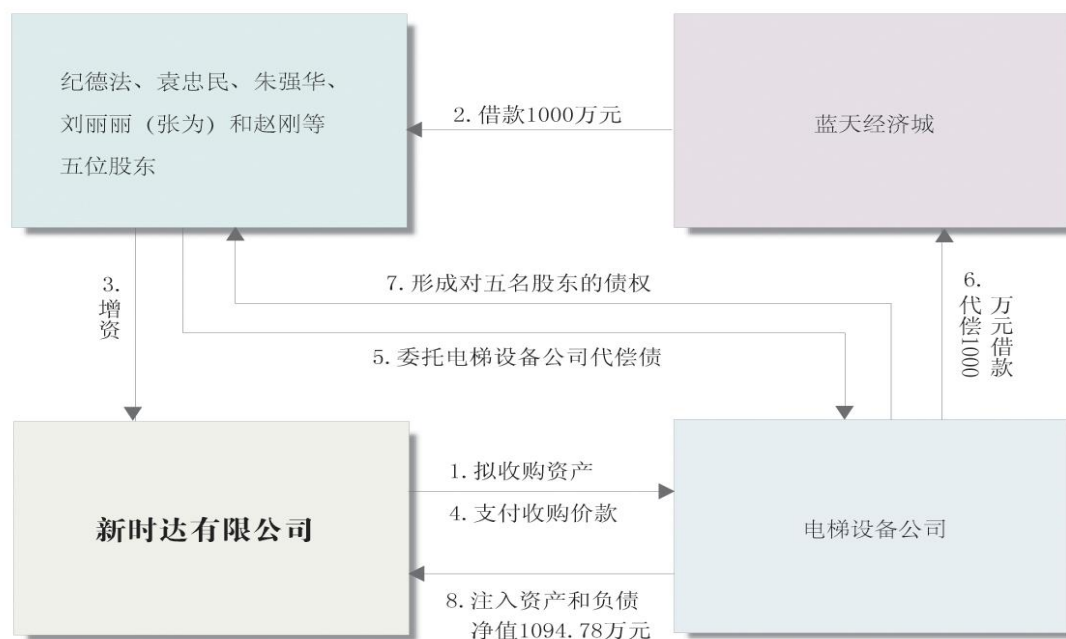 纪德法、袁忠民、朱强华、
刘丽丽 (张为) 和赵刚等
五位股东
2. 借款1000万元
蓝天经济城
3. 增资
7. 形成对五名股东的债权
5. 委托电梯设备公司代偿债
6. 代偿1000
万元借款
新时达有限公司
1. 拟收购资产
4. 支付收购价款
电梯设备公司
8. 注入资产和负债
净值1094.78万元